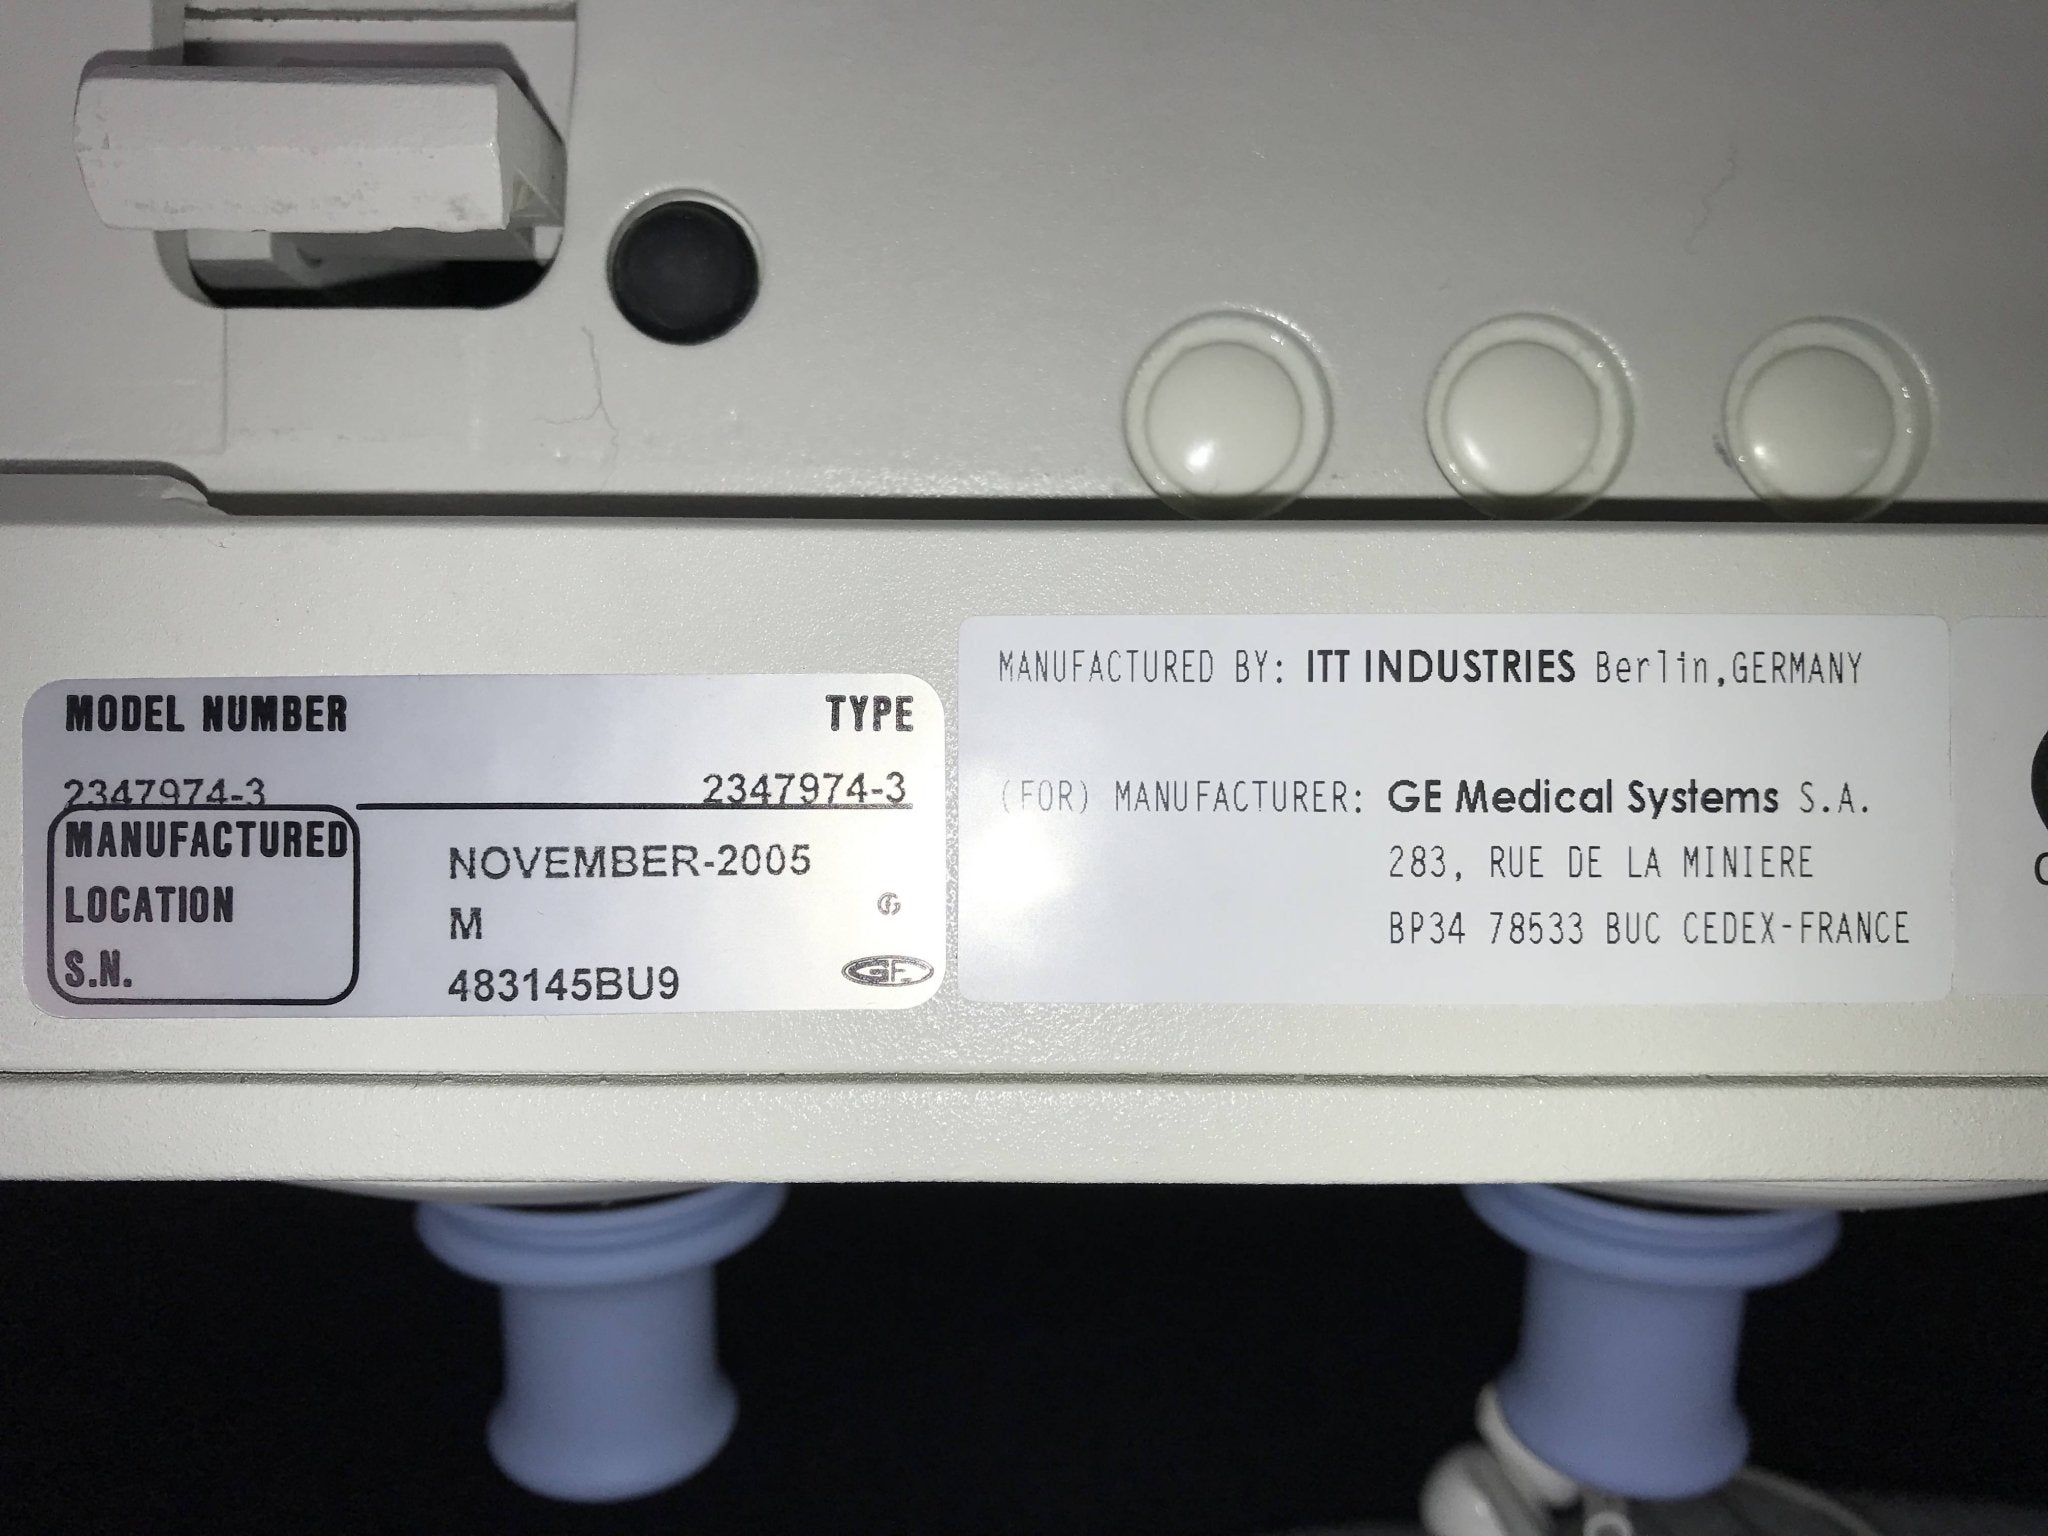 MODEL NUMBER TYPE
2347974-3 2347974-3
MANUFACTURED NOVEMBER-2005
LOCATION M
S.N. 483145BU9
GE
MANUFACTURED BY: ITT INDUSTRIES Berlin,GERMANY
(FOR) MANUFACTURER: GE Medical Systems S.A.
283, RUE DE LA MINIERE
BP34 78533 BUC CEDEX-FRANCE